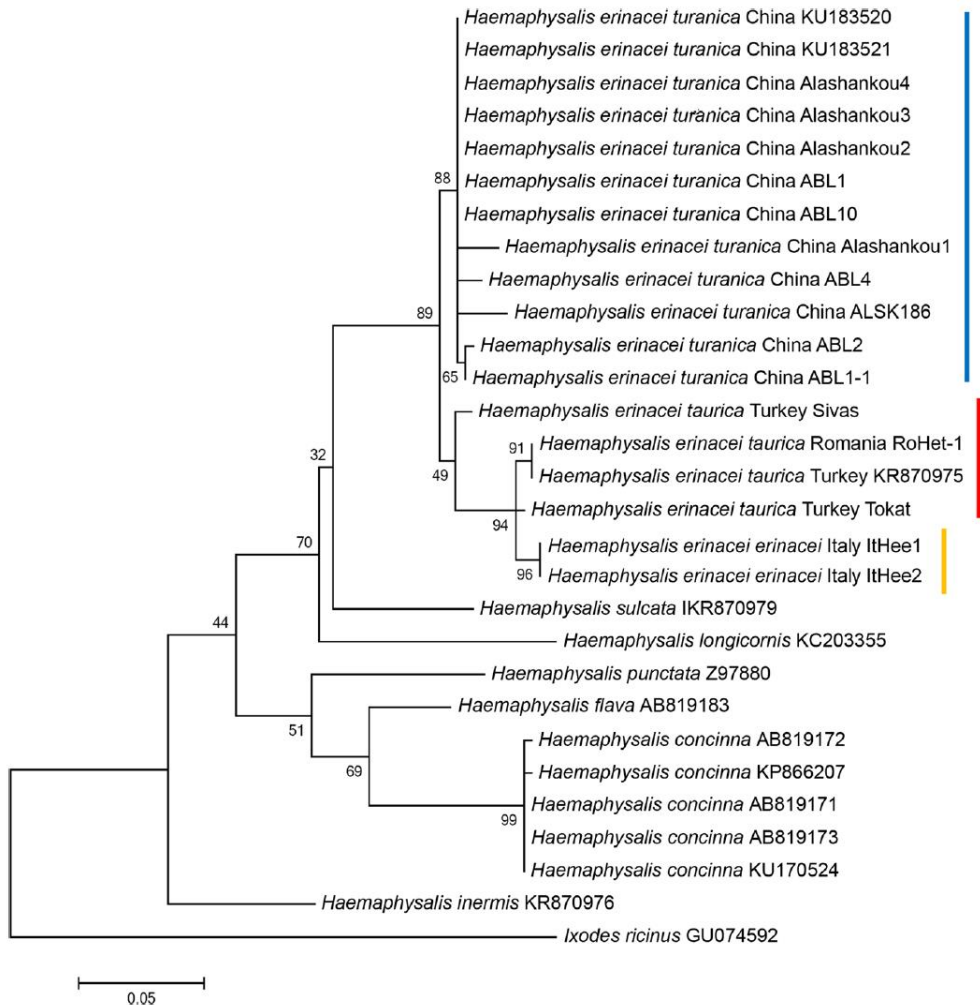 Haemaphysalis erinacei turanica China KU183520
Haemaphysalis erinacei turanica China KU183521
Haemaphysalis erinacei turanica China Alashankou4
Haemaphysalis erinacei turanica China Alashankou3
Haemaphysalis erinacei turanica China Alashankou2
88
Haemaphysalis erinacei turanica China ABL1
Haemaphysalis erinacei turanica China ABL10
Haemaphysalis erinacei turanica China Alashankou1
Haemaphysalis erinacei turanica China ABL4
89
Haemaphysalis erinacei turanica China ALSK186
Haemaphysalis erinacei turanica China ABL2
65
Haemaphysalis erinacei turanica China ABL1-1
Haemaphysalis erinacei taurica Turkey Sivas
91
Haemaphysalis erinacei taurica Romania RoHet-1
32
49
Haemaphysalis erinacei taurica Turkey KR870975
94
Haemaphysalis erinacei taurica Turkey Tokat
70
Haemaphysalis erinacei erinacei Italy ItHee1
96
Haemaphysalis erinacei erinacei Italy ItHee2
Haemaphysalis sulcata IKR870979
44
Haemaphysalis longicornis KC203355
Haemaphysalis punctata Z97880
51
Haemaphysalis flava AB819183
69
Haemaphysalis concinna AB819172
Haemaphysalis concinna KP866207
99
Haemaphysalis concinna AB819171
Haemaphysalis concinna AB819173
Haemaphysalis concinna KU170524
Haemaphysalis inermis KR870976
Ixodes ricinus GU074592
0.05